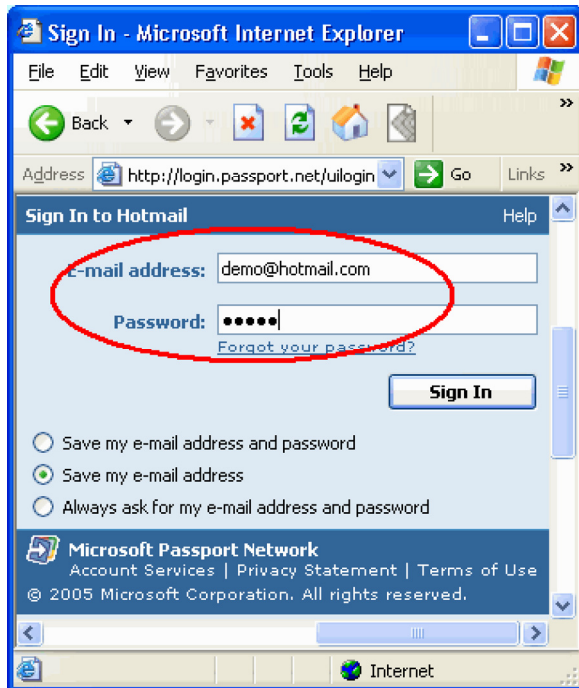 Sign In - Microsoft Internet Explorer
File Edit View Favorites Tools Help
Back
Address http://login.passport.net/uilogin Go Links
Sign In to Hotmail Help
E-mail address: demo@hotmail.com
Password: •••••
Forgot your password?
Sign In
Save my e-mail address and password
Save my e-mail address
Always ask for my e-mail address and password
Microsoft Passport Network
Account Services | Privacy Statement | Terms of Use
© 2005 Microsoft Corporation. All rights reserved.
Internet